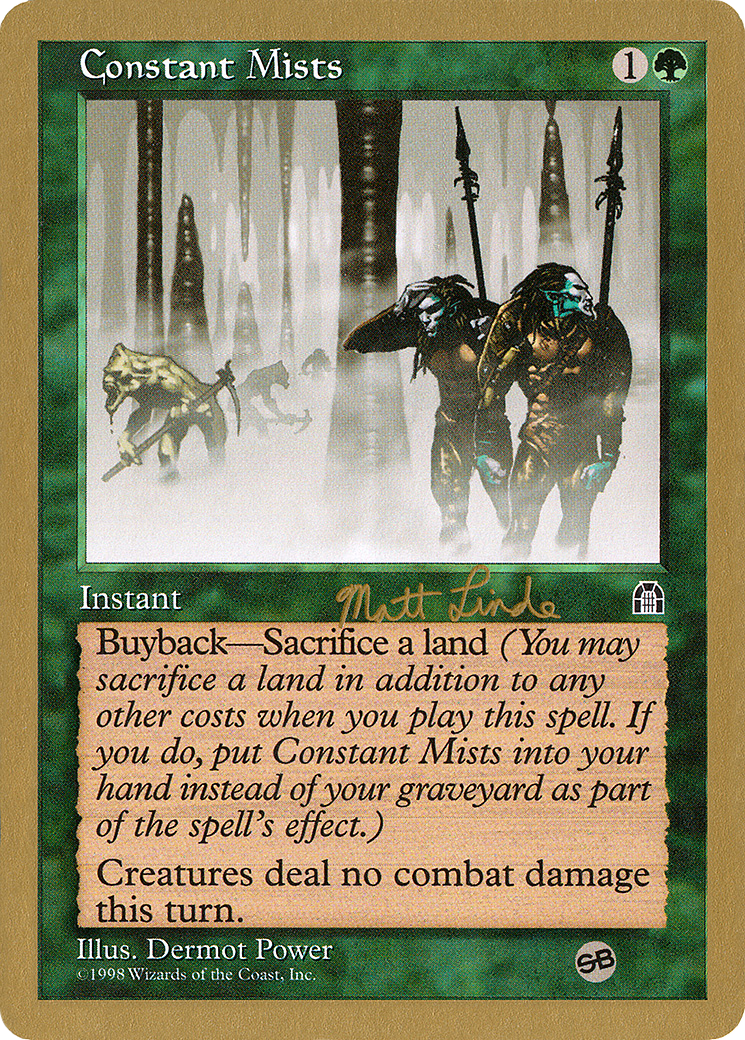 Constant Mists 1
Instant Matt Linde
Buyback—Sacrifice a land (You may
sacrifice a land in addition to any
other costs when you play this spell. If
you do, put Constant Mists into your
hand instead of your graveyard as part
of the spell's effect.)
Creatures deal no combat damage
this turn.
Illus. Dermot Power
©1998 Wizards of the Coast, Inc.
SB